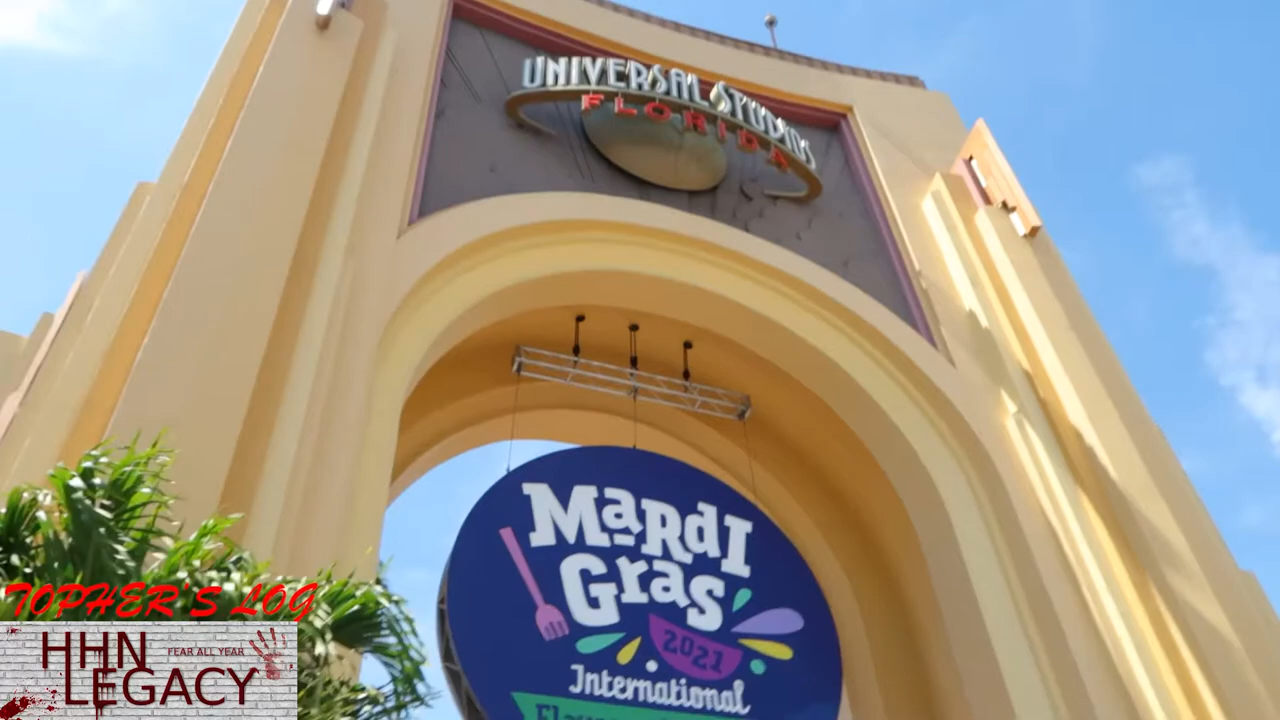 UNIVERSAL STUDIOS
FLORIDA
MaRdI
Gras
2021
International
TOPHER'S LOG
HHN
FEAR ALL YEAR
LEGACY